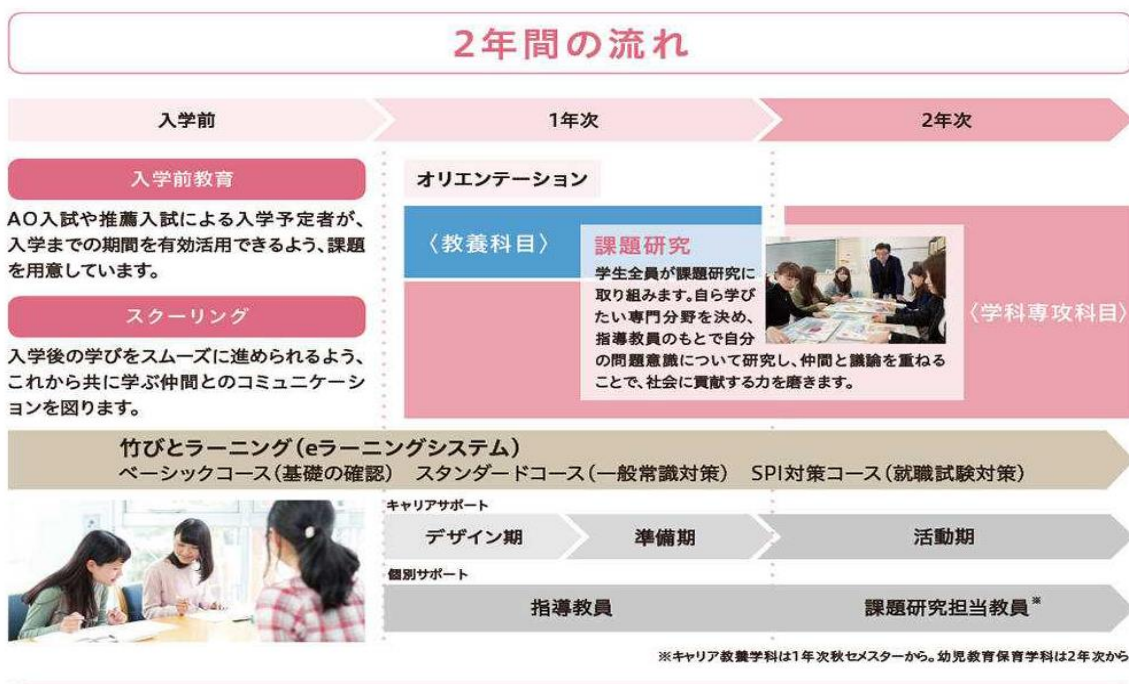 2年間の流れ
入学前
1年次
2年次
入学前教育
AO入試や推薦入試による入学予定者が、
入学までの期間を有効活用できるよう、課題
を用意しています。
スクーリング
入学後の学びをスムーズに進められるよう、
これから共に学ぶ仲間とのコミュニケーシ
ョンを図ります。
オリエンテーション
〈教養科目〉
課題研究
学生全員が課題研究に
取り組みます。自ら学び
たい専門分野を決め、
指導教員のもとで自分
の問題意識について研究し、仲間と議論を重ねる
ことで、社会に貢献する力を磨きます。
〈学科専攻科目〉
竹びとラーニング(eラーニングシステム)
ベーシックコース(基礎の確認) スタンダードコース(一般常識対策) SPI対策コース(就職試験対策)
キャリアサポート
デザイン期
準備期
活動期
個別サポート
指導教員
課題研究担当教員※
※キャリア教養学科は1年次秋セメスターから。幼児教育保育学科は2年次から